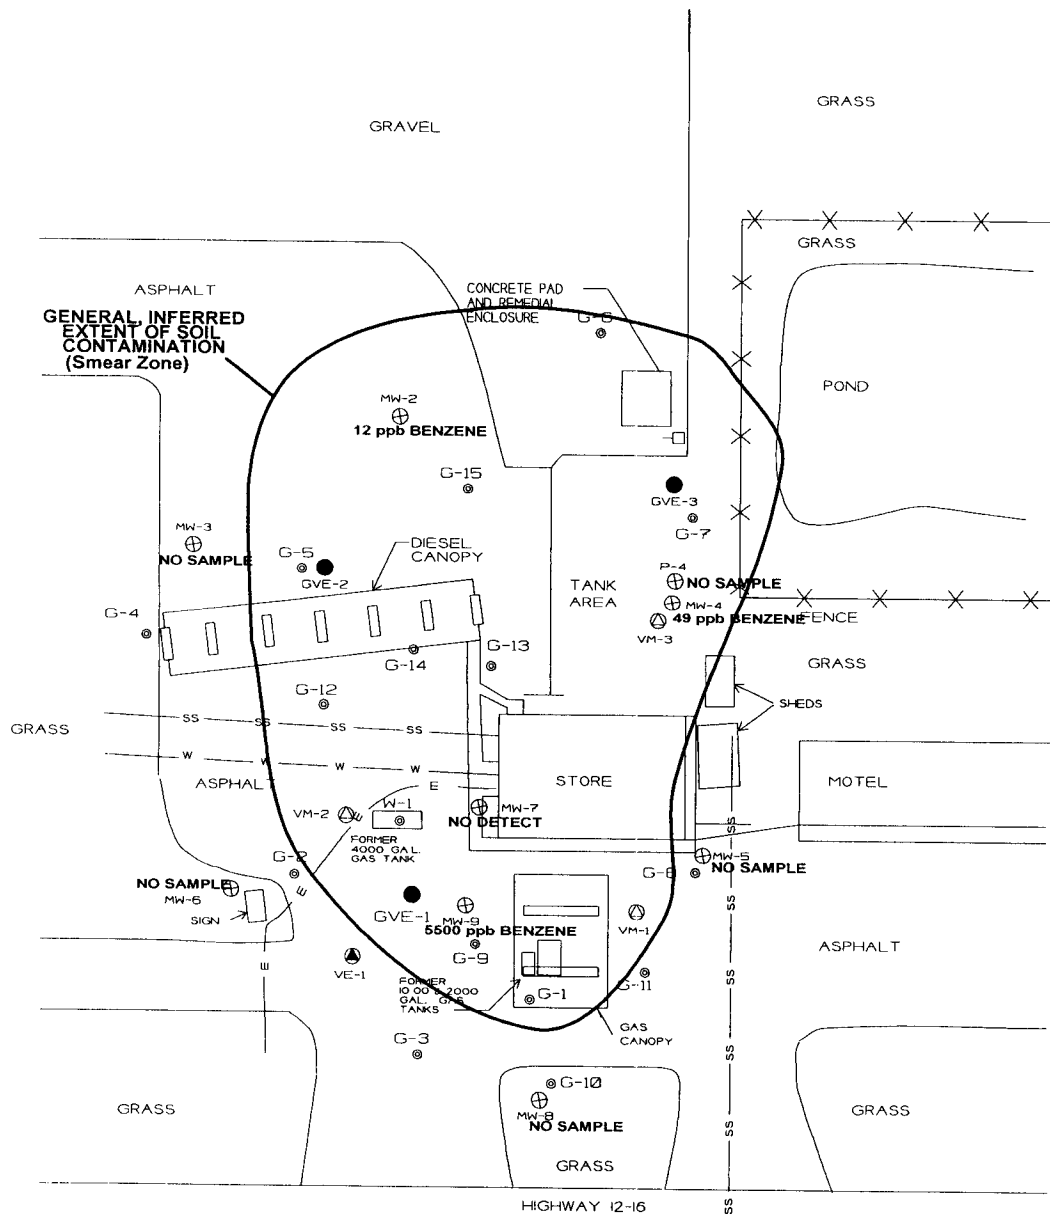 GRASS
GRAVEL
GRASS
ASPHALT
CONCRETE PAD
AND REMEDIAL
ENCLOSURE
GENERAL, INFERRED
EXTENT OF SOIL
CONTAMINATION
(Smear Zone)
G-6
POND
MW-2
12 ppb BENZENE
G-15
GVE-3
G-7
MW-3
NO SAMPLE
G-5
GVE-2
DIESEL
CANOPY
TANK
AREA
P-4
NO SAMPLE
MW-4
49 ppb BENZENE
FENCE
VM-3
G-4
G-14
G-13
GRASS
G-12
SHEDS
SS
SS
SS
SS
GRASS
W
W
W
W
ASPHALT
E
STORE
MOTEL
VM-2
E
W-1
MW-7
NO DETECT
SS
FORMER
4000 GAL.
GAS TANK
G-2
MW-5
NO SAMPLE
G-8
NO SAMPLE
MW-6
E
SS
SIGN
GVE-1
MW-9
5500 ppb BENZENE
VM-1
G-9
ASPHALT
E
VE-1
SS
FORMER
GAL. GAS
TANKS
G-1
G-11
GAS
CANOPY
G-3
SS
G-10
MW-8
NO SAMPLE
GRASS
GRASS
SS
GRASS
HIGHWAY 12-16
SS